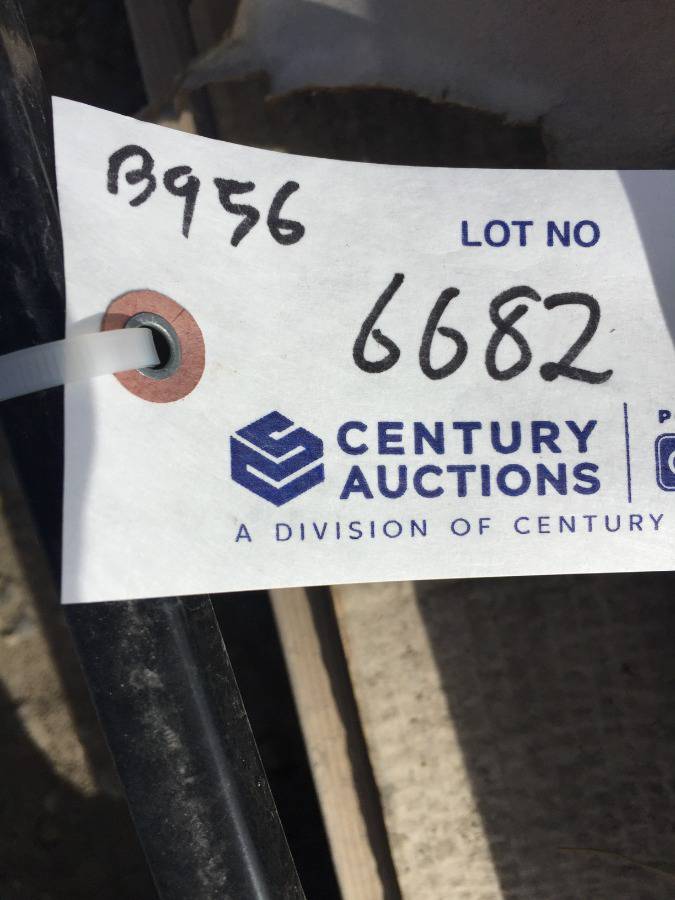 B956
LOT NO
6682
CENTURY
AUCTIONS
A DIVISION OF CENTURY